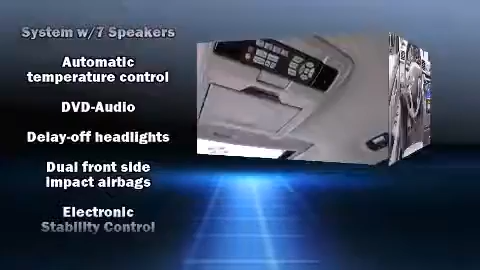 System w/7 Speakers
Automatic
temperature control
DVD-Audio
Delay-off headlights
Dual front side
impact airbags
Electronic
Stability Control